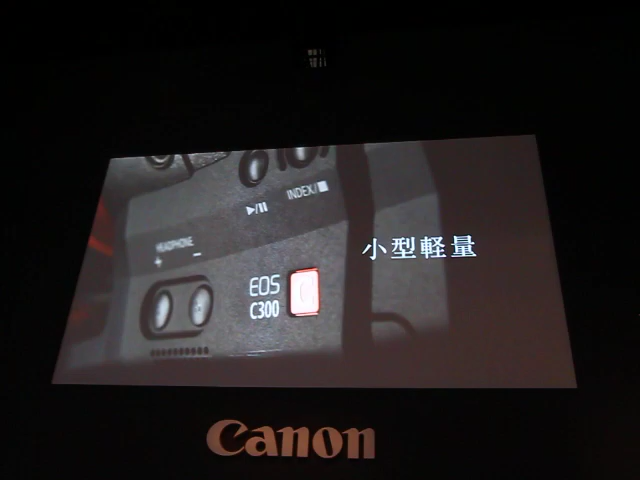 INDEX/■
▶/❚❚
HEADPHONE
+ −
小型軽量
EOS
C300
Canon